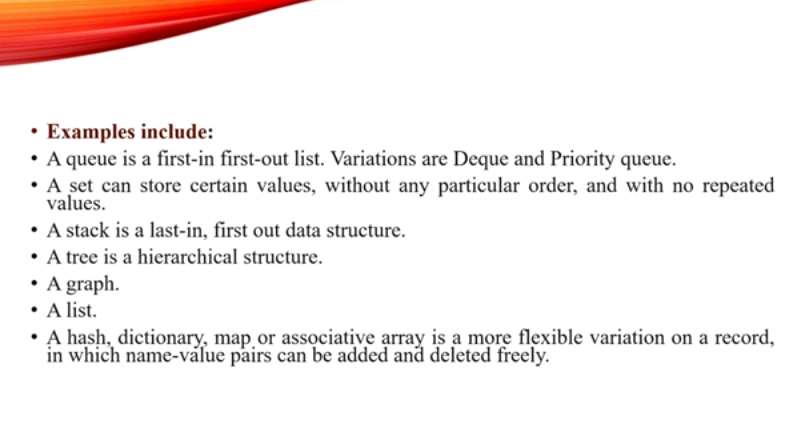 • Examples include:
• A queue is a first-in first-out list. Variations are Deque and Priority queue.
• A set can store certain values, without any particular order, and with no repeated
values.
• A stack is a last-in, first out data structure.
• A tree is a hierarchical structure.
• A graph.
• A list.
• A hash, dictionary, map or associative array is a more flexible variation on a record,
in which name-value pairs can be added and deleted freely.